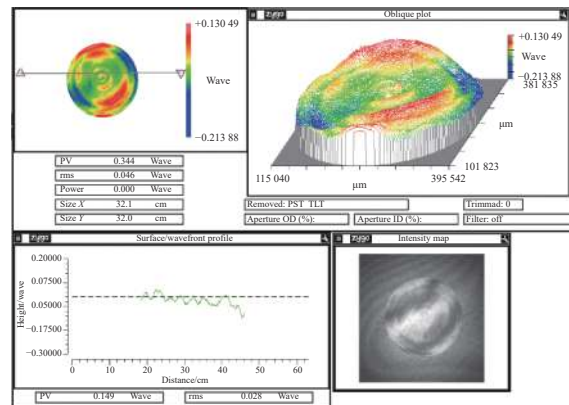 +0.130 49
Wave
−0.213 88
PV 0.344 Wave
rms 0.046 Wave
Power 0.000 Wave
Size X 32.1 cm
Size Y 32.0 cm
zygo Oblique plot
+0.130 49
Wave
−0.213 88
381 835
μm
101 823
115 040
μm
395 542
Removed: PST TLT
Trimmad: 0
Aperture OD (%):
Aperture ID (%):
Filter: off
zygo Surface/wavefront profile
Height/wave
0.20000
0.07500
0.05000
−0.17500
−0.30000
0 10 20 30 40 50 60
Distance/cm
PV 0.149 Wave
rms 0.028 Wave
zygo Intensity map